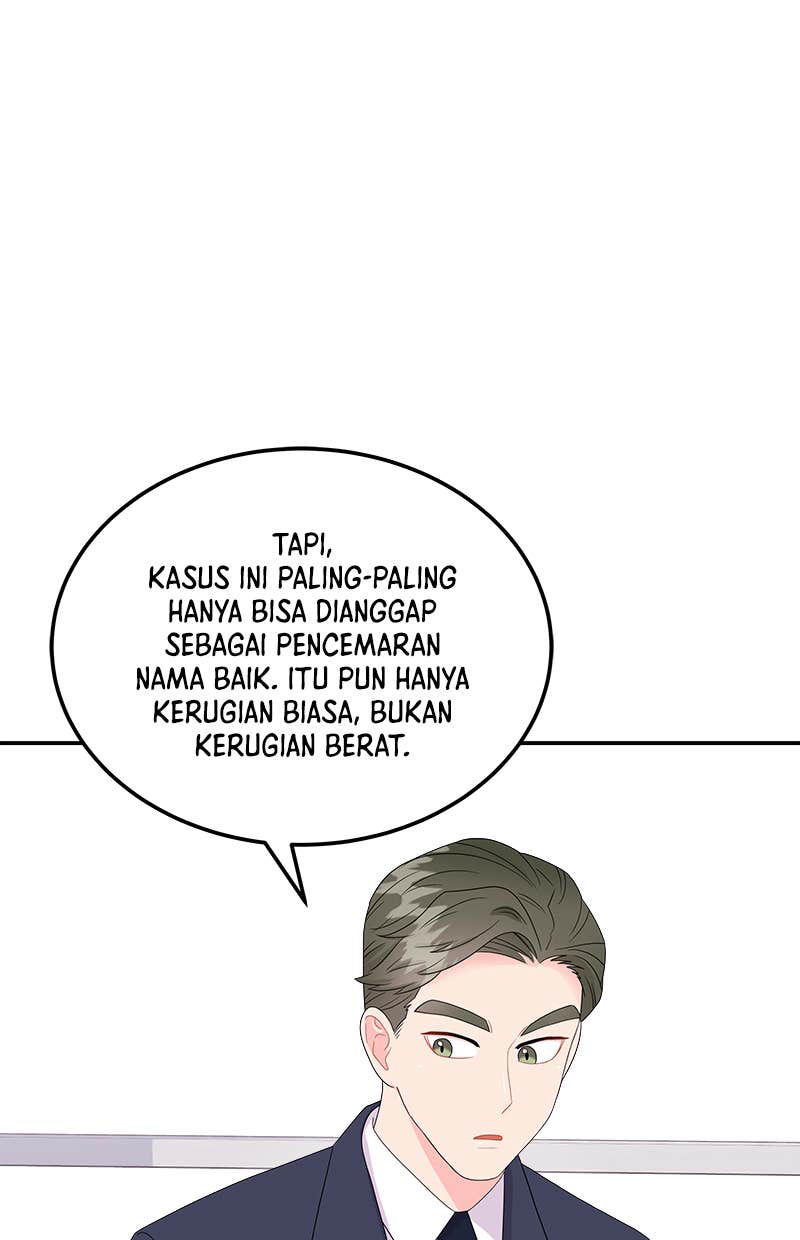 TAPI,
KASUS INI PALING-PALING
HANYA BISA DIANGGAP
SEBAGAI PENCEMARAN
NAMA BAIK. ITU PUN HANYA
KERUGIAN BIASA, BUKAN
KERUGIAN BERAT.